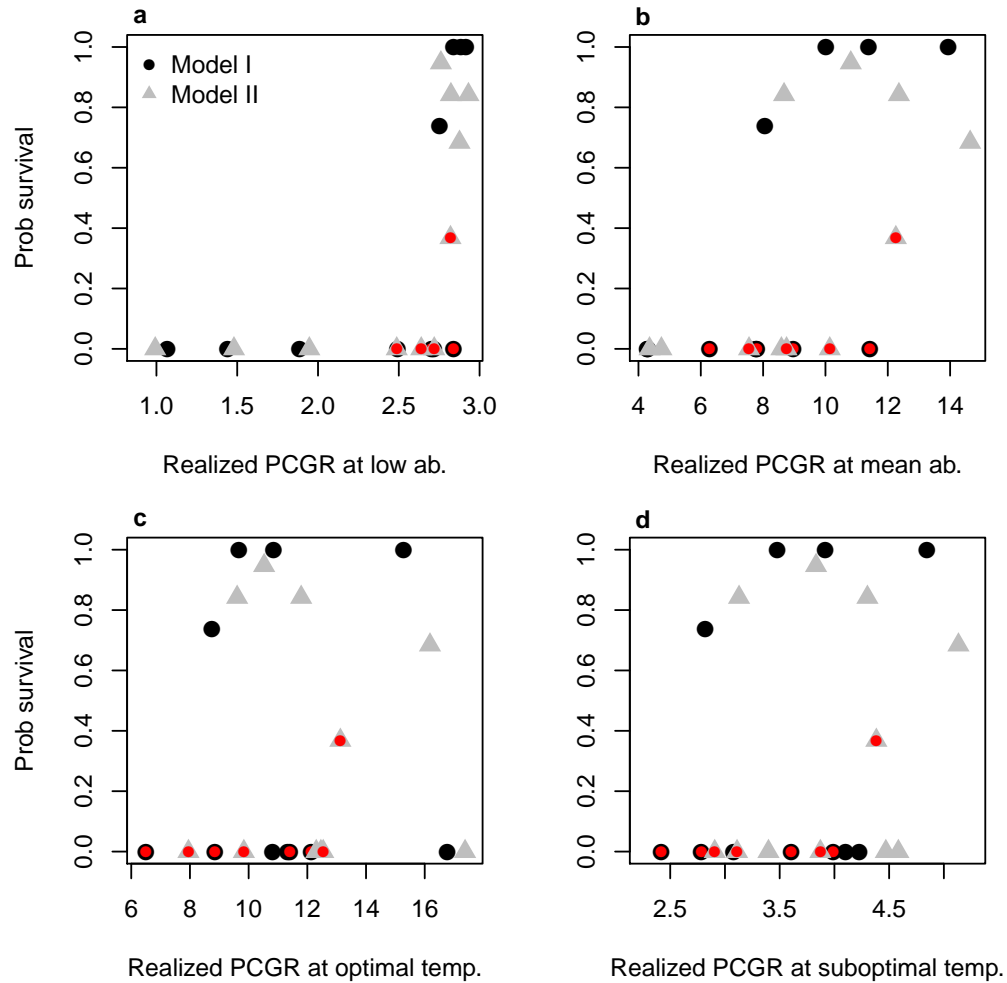 a
1.0
0.8
0.6
0.4
0.2
0.0
Prob survival
Model I
Model II
1.0 1.5 2.0 2.5 3.0
Realized PCGR at low ab.
b
1.0
0.8
0.6
0.4
0.2
0.0
4 6 8 10 12 14
Realized PCGR at mean ab.
c
1.0
0.8
0.6
0.4
0.2
0.0
Prob survival
6 8 10 12 14 16
Realized PCGR at optimal temp.
d
1.0
0.8
0.6
0.4
0.2
0.0
2.5 3.5 4.5
Realized PCGR at suboptimal temp.